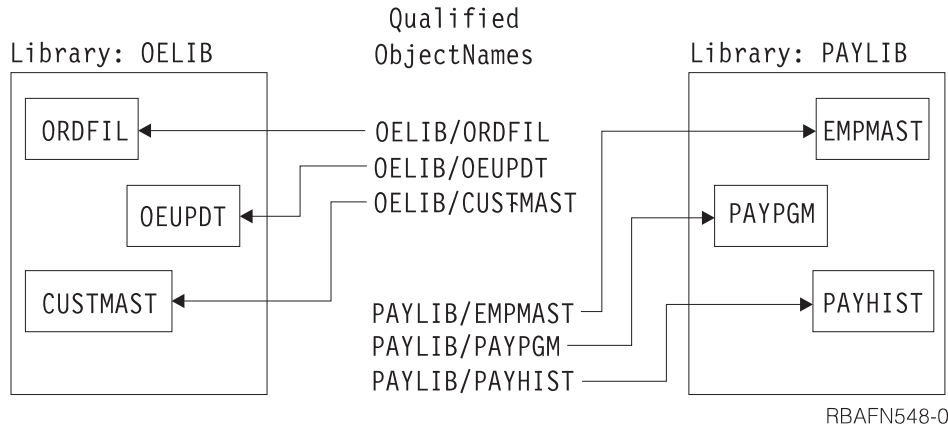 Qualified
ObjectNames
Library: OELIB
ORDFIL
OEUPDT
CUSTMAST
OELIB/ORDFIL
OELIB/OEUPDT
OELIB/CUSTMAST
PAYLIB/EMPMAST
PAYLIB/PAYPGM
PAYLIB/PAYHIST
Library: PAYLIB
EMPMAST
PAYPGM
PAYHIST
RBAFN548-0